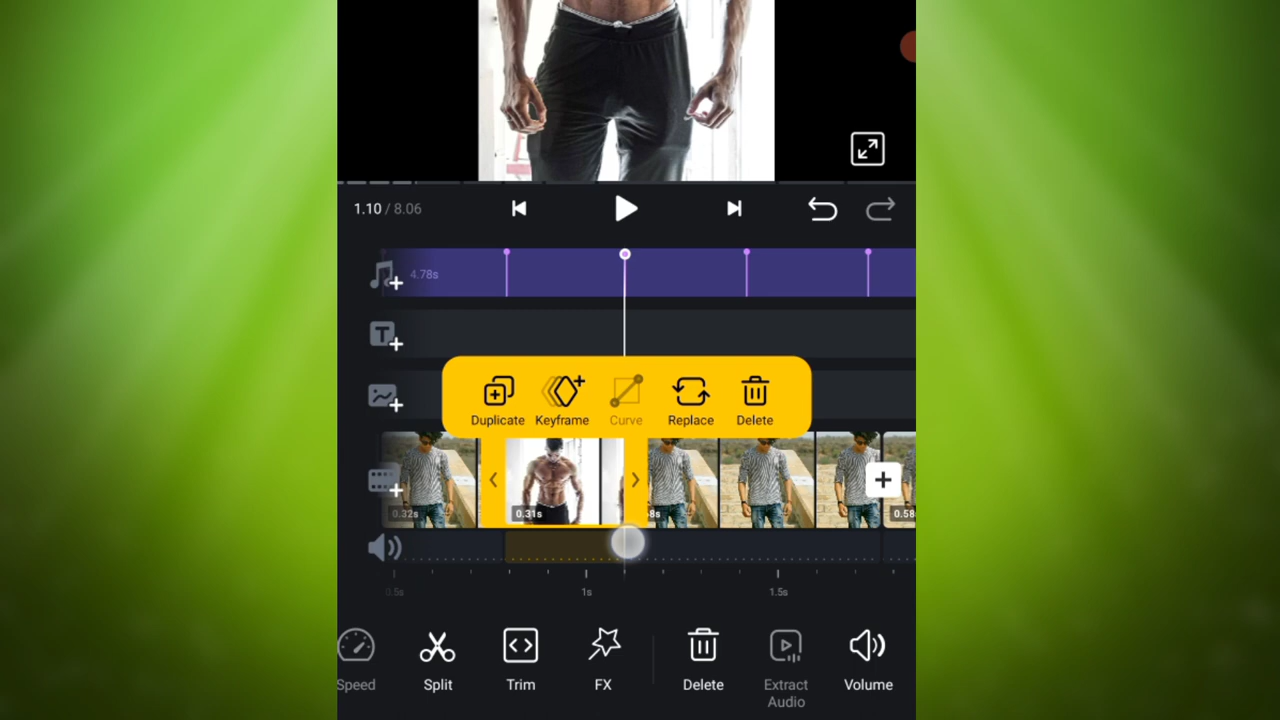 1.10 / 8.06
4.78s
T
Duplicate Keyframe Curve Replace Delete
0.32s 0.31s 8s 0.58
0.5s 1s 1.5s
Speed Split Trim FX Delete Extract Audio Volume